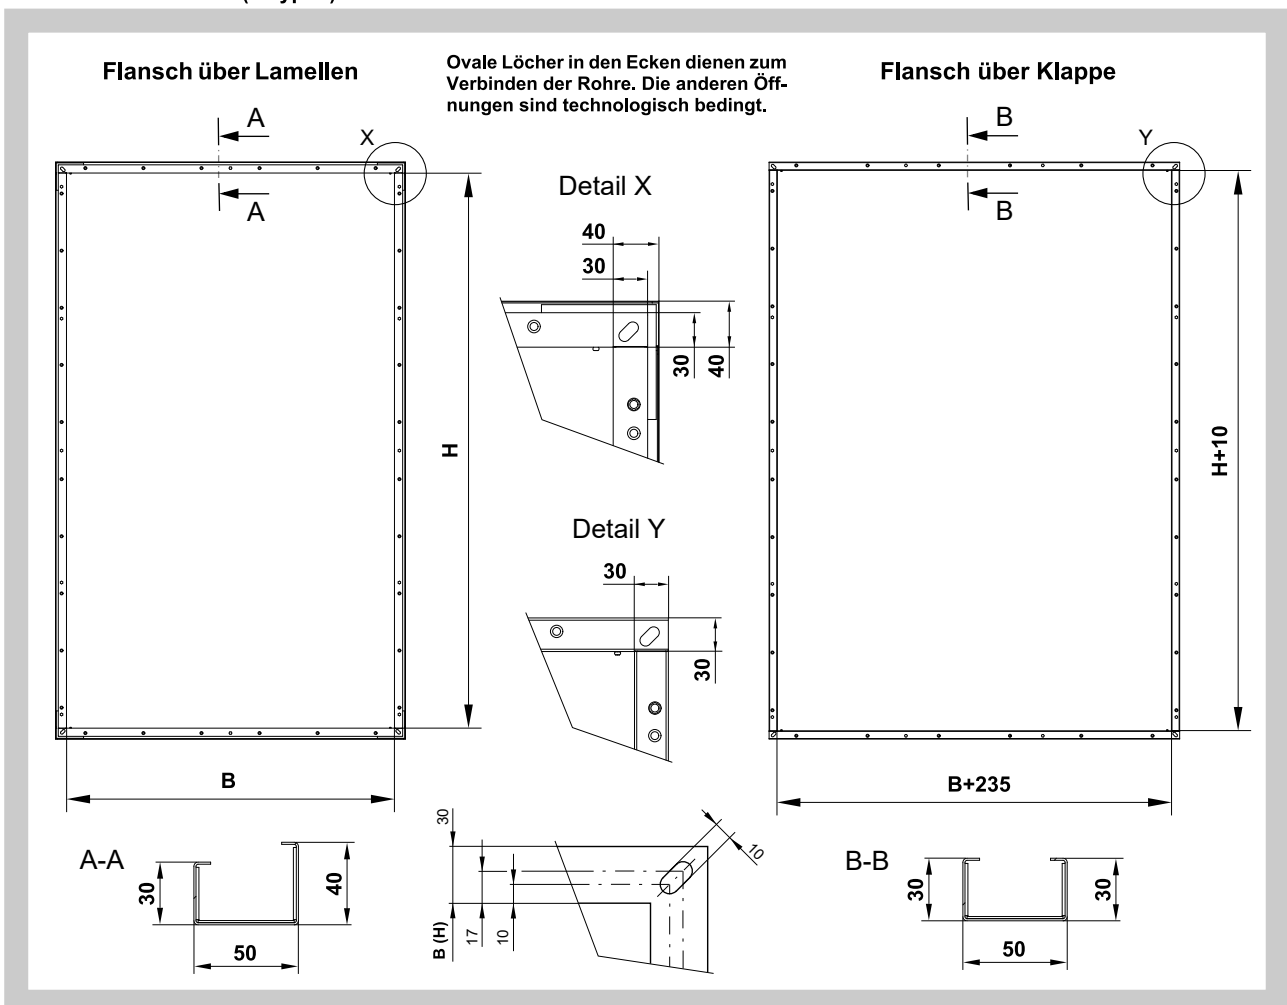 Flansch über Lamellen
Ovale Löcher in den Ecken dienen zum
Verbinden der Rohre. Die anderen Öff-
nungen sind technologisch bedingt.
Flansch über Klappe
A
A
X
B
B
Y
Detail X
40
30
30
40
H
H+10
Detail Y
30
30
B
B+235
A-A
30
40
50
30
B (H)
17
10
10
B-B
30
30
50